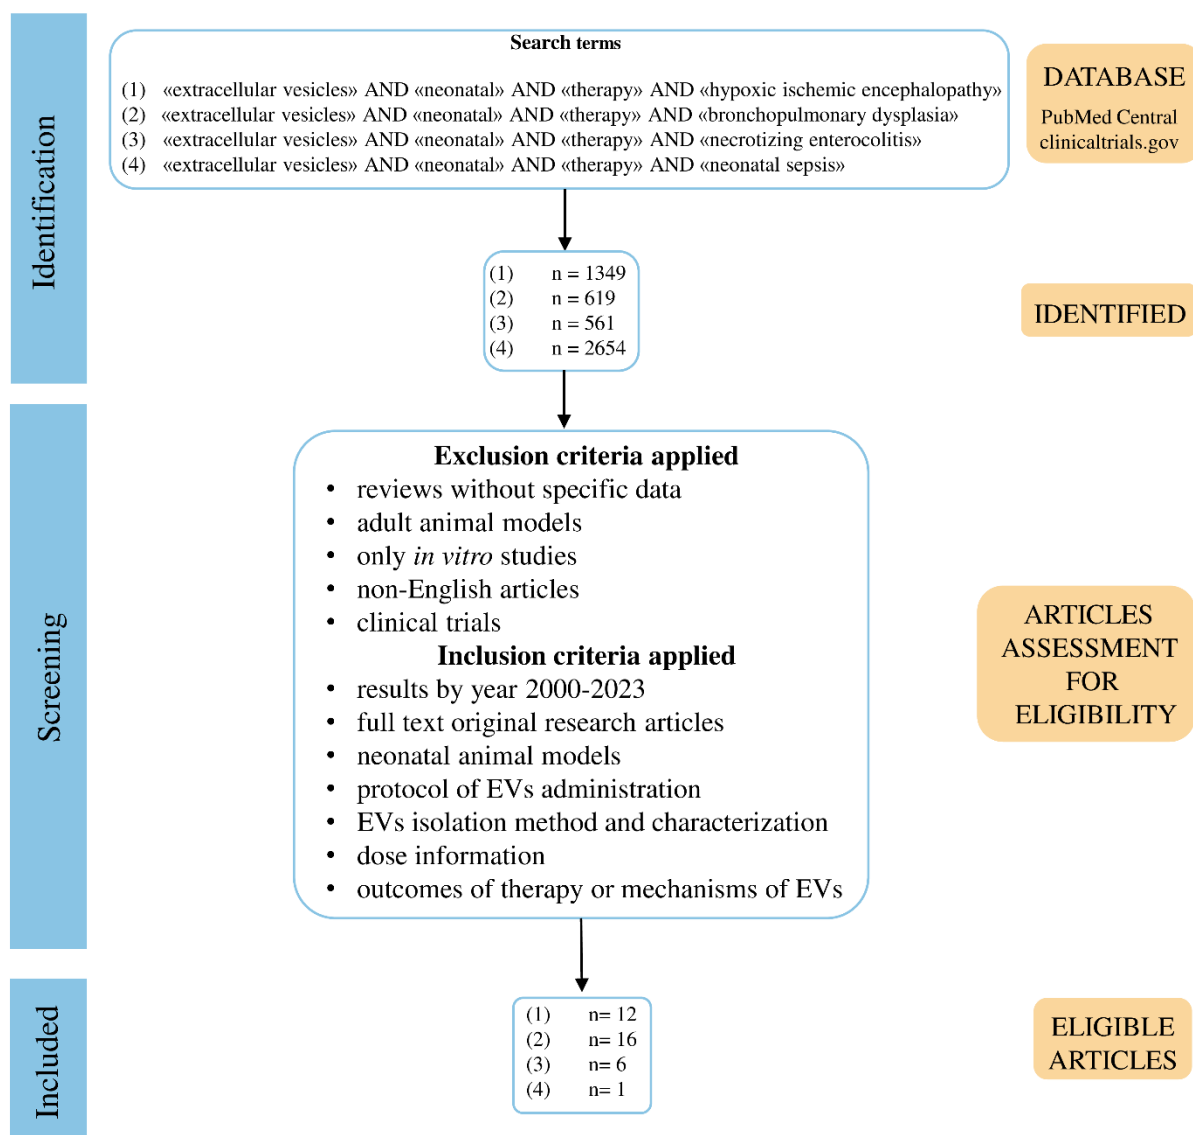 Identification
Search terms
(1) «extracellular vesicles» AND «neonatal» AND «therapy» AND «hypoxic ischemic encephalopathy»
(2) «extracellular vesicles» AND «neonatal» AND «therapy» AND «bronchopulmonary dysplasia»
(3) «extracellular vesicles» AND «neonatal» AND «therapy» AND «necrotizing enterocolitis»
(4) «extracellular vesicles» AND «neonatal» AND «therapy» AND «neonatal sepsis»
DATABASE
PubMed Central
clinicaltrials.gov
(1) n = 1349
(2) n = 619
(3) n = 561
(4) n = 2654
IDENTIFIED
Screening
Exclusion criteria applied
• reviews without specific data
• adult animal models
• only in vitro studies
• non-English articles
• clinical trials
Inclusion criteria applied
• results by year 2000-2023
• full text original research articles
• neonatal animal models
• protocol of EVs administration
• EVs isolation method and characterization
• dose information
• outcomes of therapy or mechanisms of EVs
ARTICLES
ASSESSMENT
FOR
ELIGIBILITY
Included
(1) n= 12
(2) n= 16
(3) n= 6
(4) n= 1
ELIGIBLE
ARTICLES